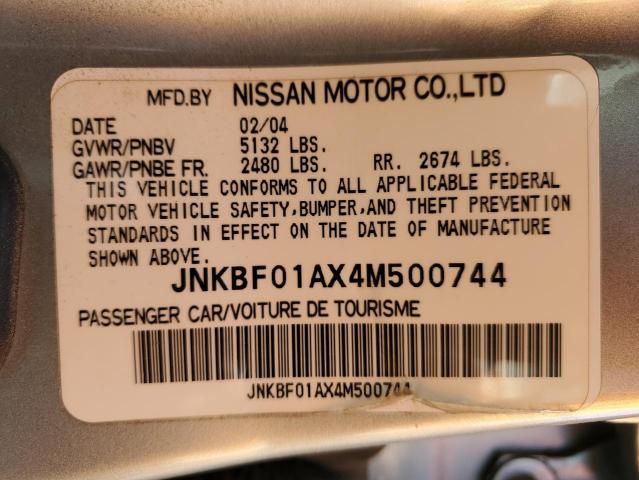 MFD.BY NISSAN MOTOR CO.,LTD
DATE 02/04
GVWR/PNBV 5132 LBS.
GAWR/PNBE FR. 2480 LBS. RR. 2674 LBS.
THIS VEHICLE CONFORMS TO ALL APPLICABLE FEDERAL
MOTOR VEHICLE SAFETY,BUMPER,AND THEFT PREVENTION
STANDARDS IN EFFECT ON THE DATE OF MANUFACTURE
SHOWN ABOVE. JNKBF01AX4M500744
PASSENGER CAR/VOITURE DE TOURISME
JNKBF01AX4M500744